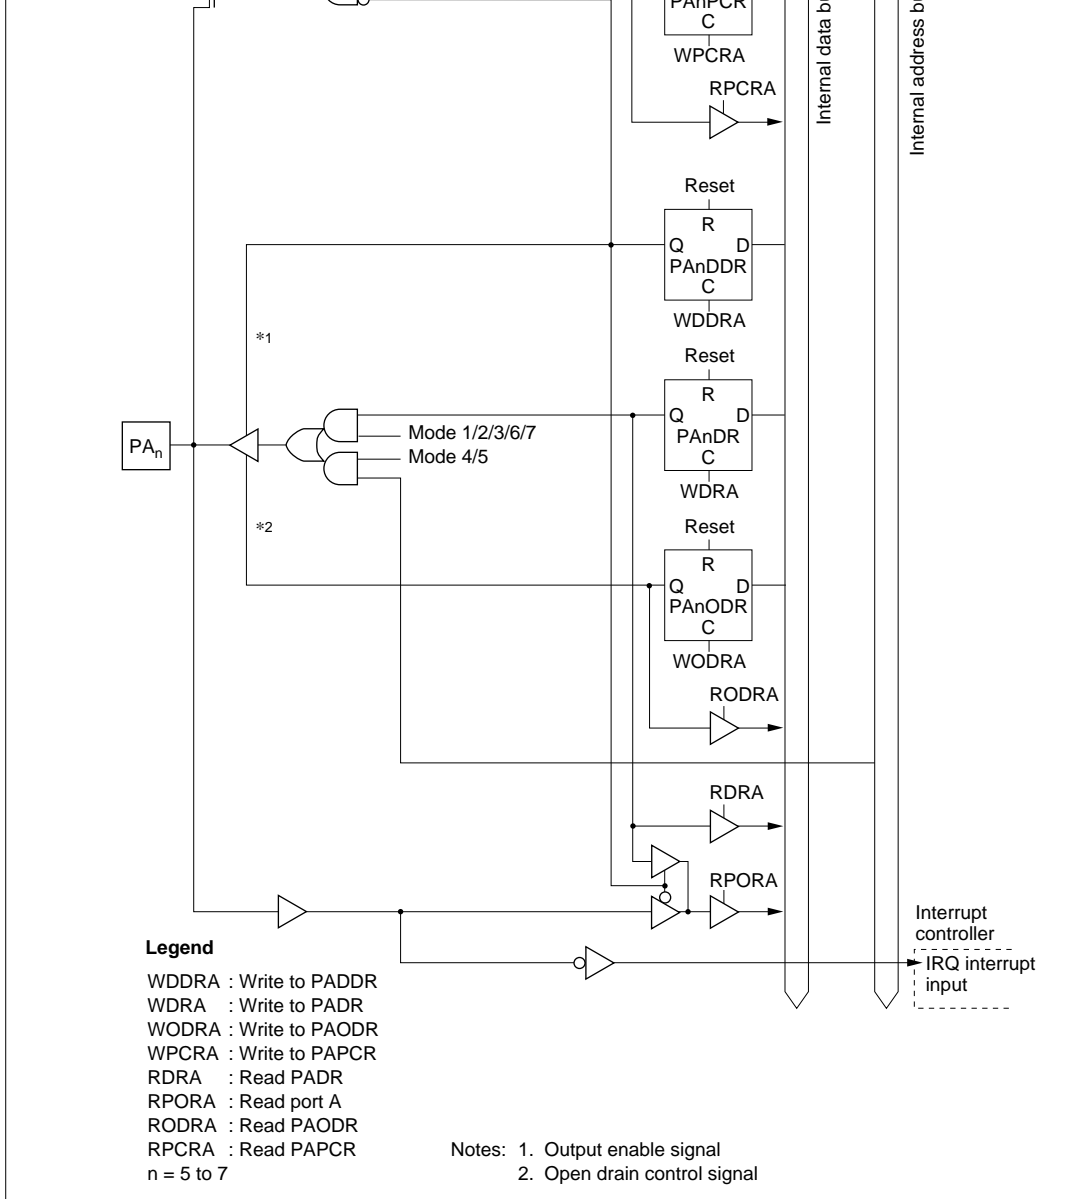 PAnPCR
C
WPCRA
RPCRA
Internal data
Internal address
Reset
R
Q D
PAnDDR
C
WDDRA
*1
Reset
R
Q D
PAnDR
C
WDRA
Mode 1/2/3/6/7
Mode 4/5
PAn
*2
Reset
R
Q D
PAnODR
C
WODRA
RODRA
RDRA
RPORA
Interrupt
controller
IRQ interrupt
input
Legend
WDDRA : Write to PADDR
WDRA : Write to PADR
WODRA : Write to PAODR
WPCRA : Write to PAPCR
RDRA : Read PADR
RPORA : Read port A
RODRA : Read PAODR
RPCRA : Read PAPCR
n = 5 to 7
Notes: 1. Output enable signal
2. Open drain control signal